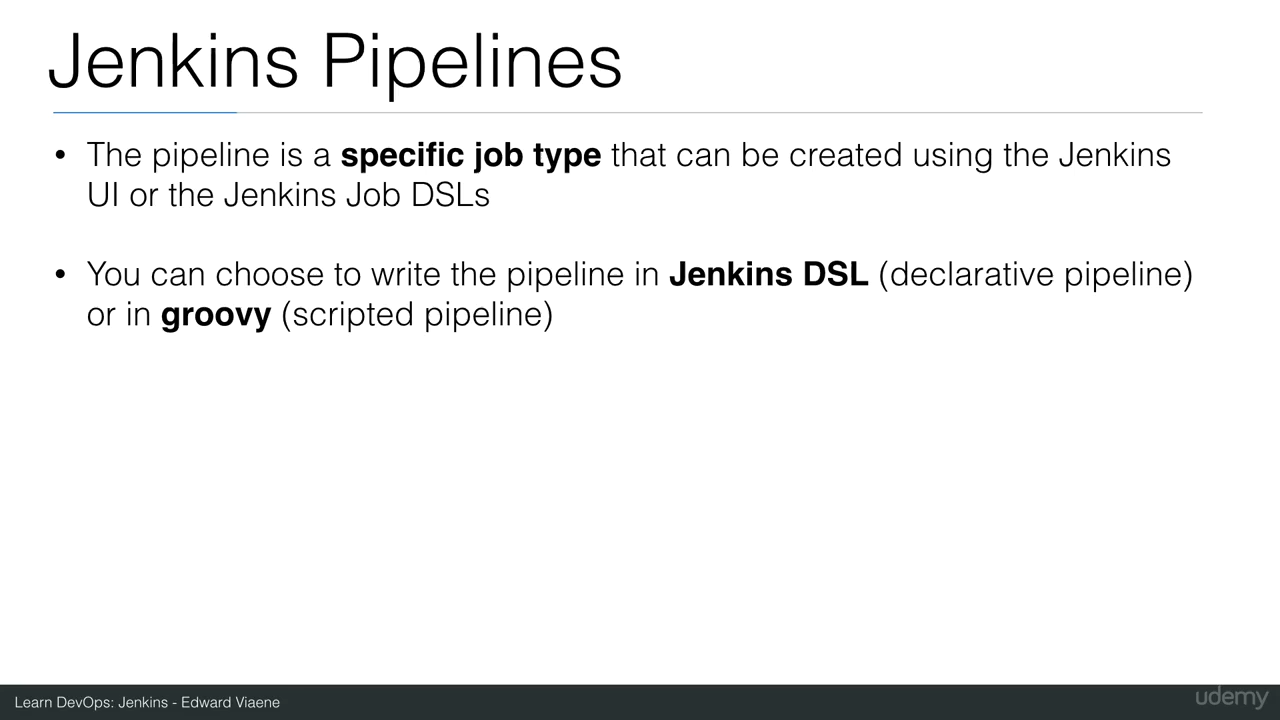 Jenkins Pipelines
• The pipeline is a specific job type that can be created using the Jenkins
UI or the Jenkins Job DSLs
• You can choose to write the pipeline in Jenkins DSL (declarative pipeline)
or in groovy (scripted pipeline)
Learn DevOps: Jenkins - Edward Viaene
udemy